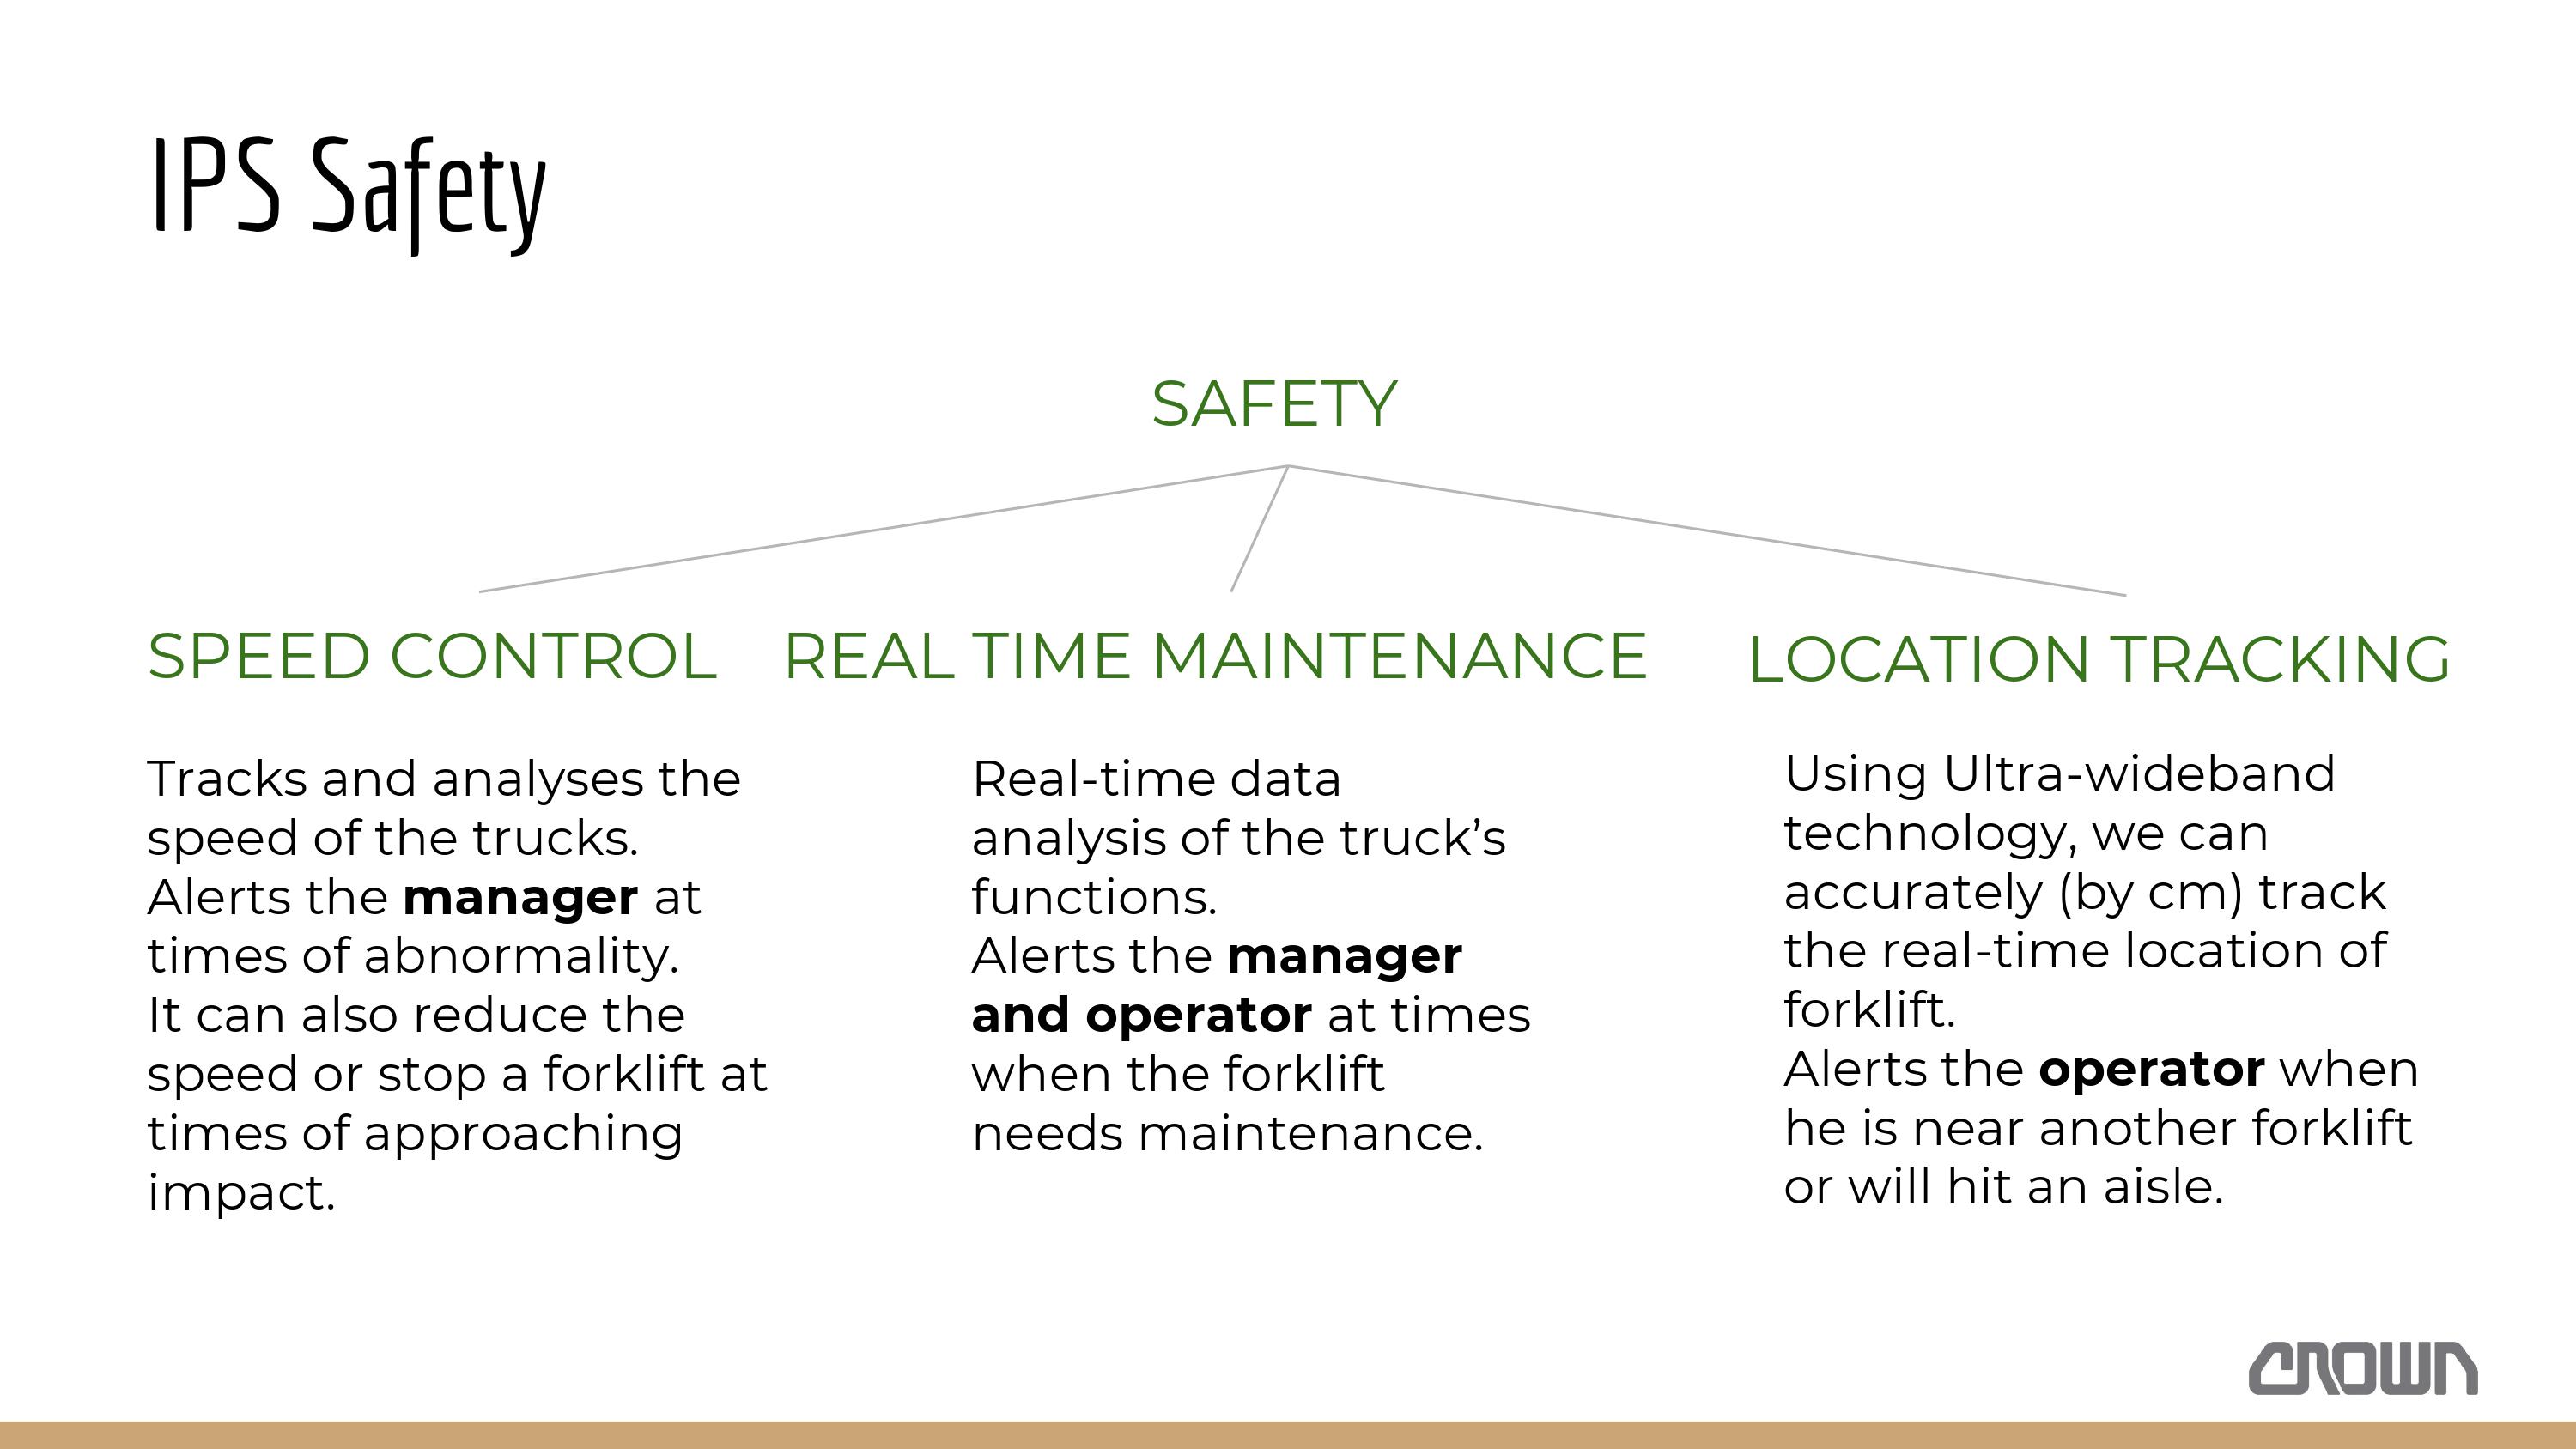 IPS Safety
SAFETY
SPEED CONTROL
Tracks and analyses the
speed of the trucks.
Alerts the manager at
times of abnormality.
It can also reduce the
speed or stop a forklift at
times of approaching
impact.
REAL TIME MAINTENANCE
Real-time data
analysis of the truck’s
functions.
Alerts the manager
and operator at times
when the forklift
needs maintenance.
LOCATION TRACKING
Using Ultra-wideband
technology, we can
accurately (by cm) track
the real-time location of
forklift.
Alerts the operator when
he is near another forklift
or will hit an aisle.
CROWN